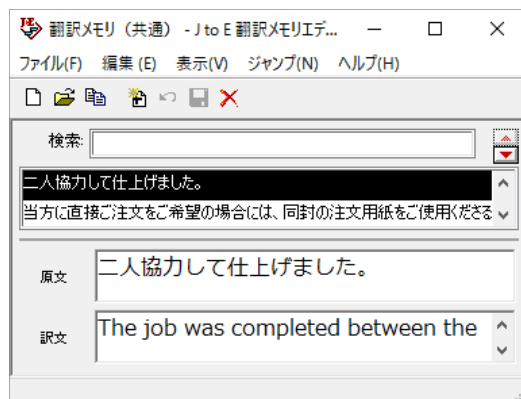 翻訳メモリ（共通） - J to E 翻訳メモリエデ...
ファイル(F) 編集(E) 表示(V) ジャンプ(N) ヘルプ(H)
検索:
二人協力して仕上げました。
当方に直接ご注文をご希望の場合には、同封の注文用紙をご使用くださる
原文 二人協力して仕上げました。
訳文 The job was completed between the